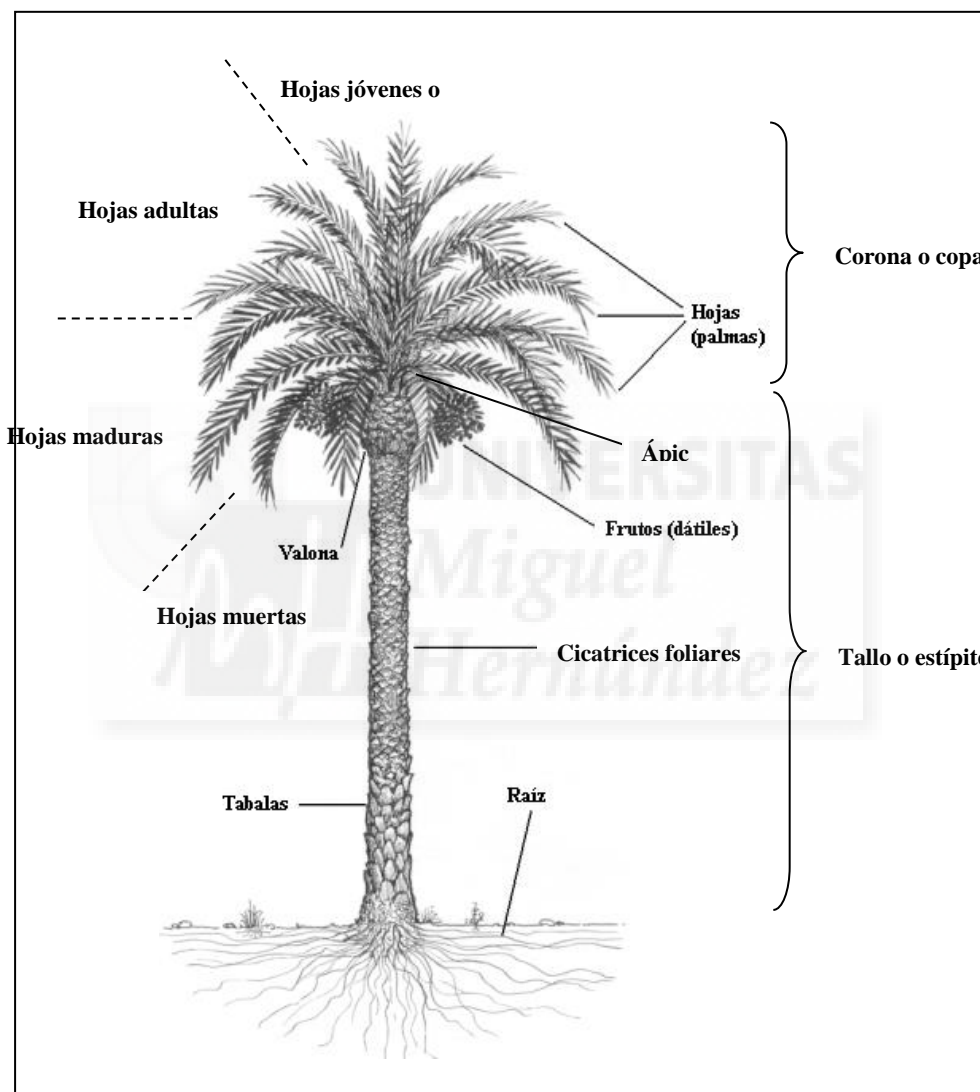 Hojas jóvenes o
Hojas adultas
Corona o copa
Hojas
(palmas)
Hojas maduras
Ápic
UNIVERSITAS
Miguel
Hernández
Frutos (dátiles)
Valona
Hojas muertas
Cicatrices foliares
Tallo o estípite
Tabalas
Raíz